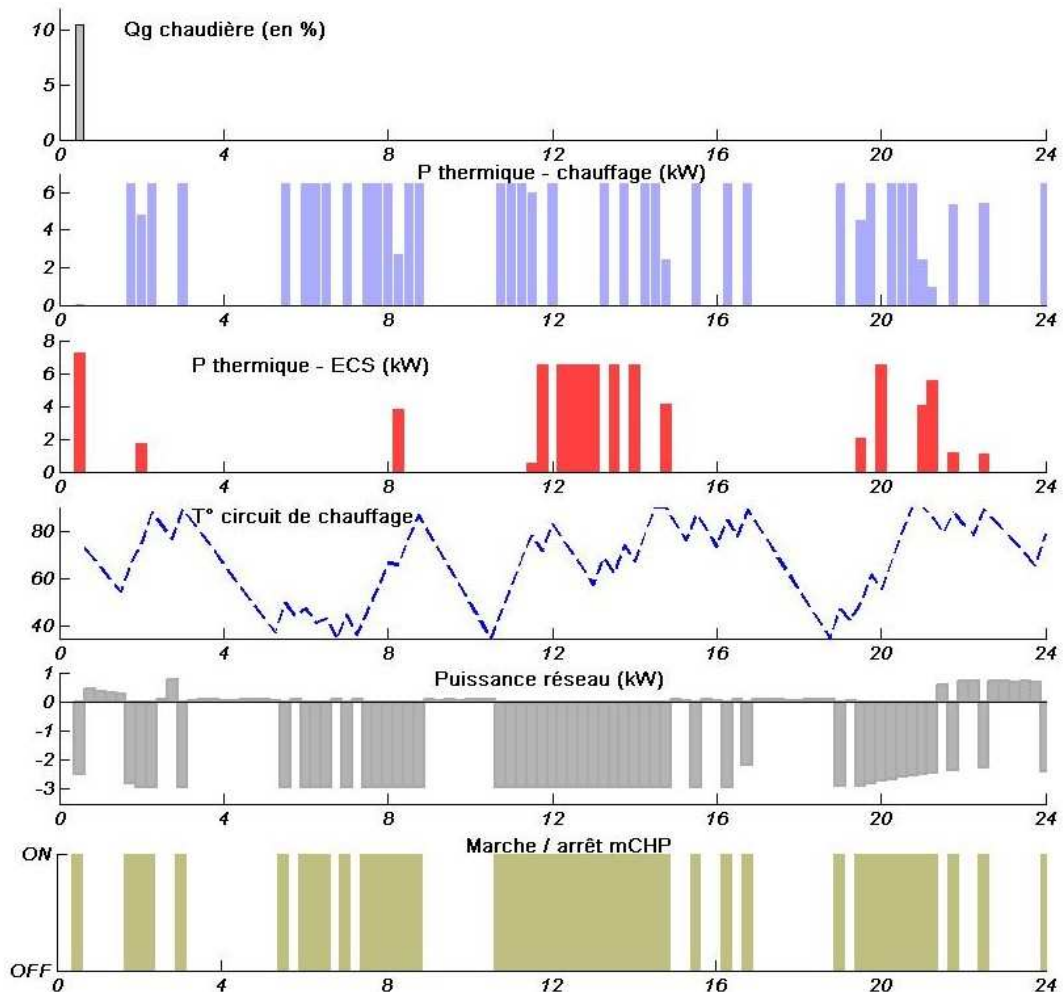 Qg chaudière (en %)
10
5
0
0 4 8 12 16 20 24
P thermique - chauffage (kW)
6
4
2
0
0 4 8 12 16 20 24
8
P thermique - ECS (kW)
6
4
2
0
0 4 8 12 16 20 24
T° circuit de chauffage
80
60
40
0 4 8 12 16 20 24
1
Puissance réseau (kW)
0
-1
-2
-3
0 4 8 12 16 20 24
Marche / arrêt mCHP
ON
OFF
0 4 8 12 16 20 24